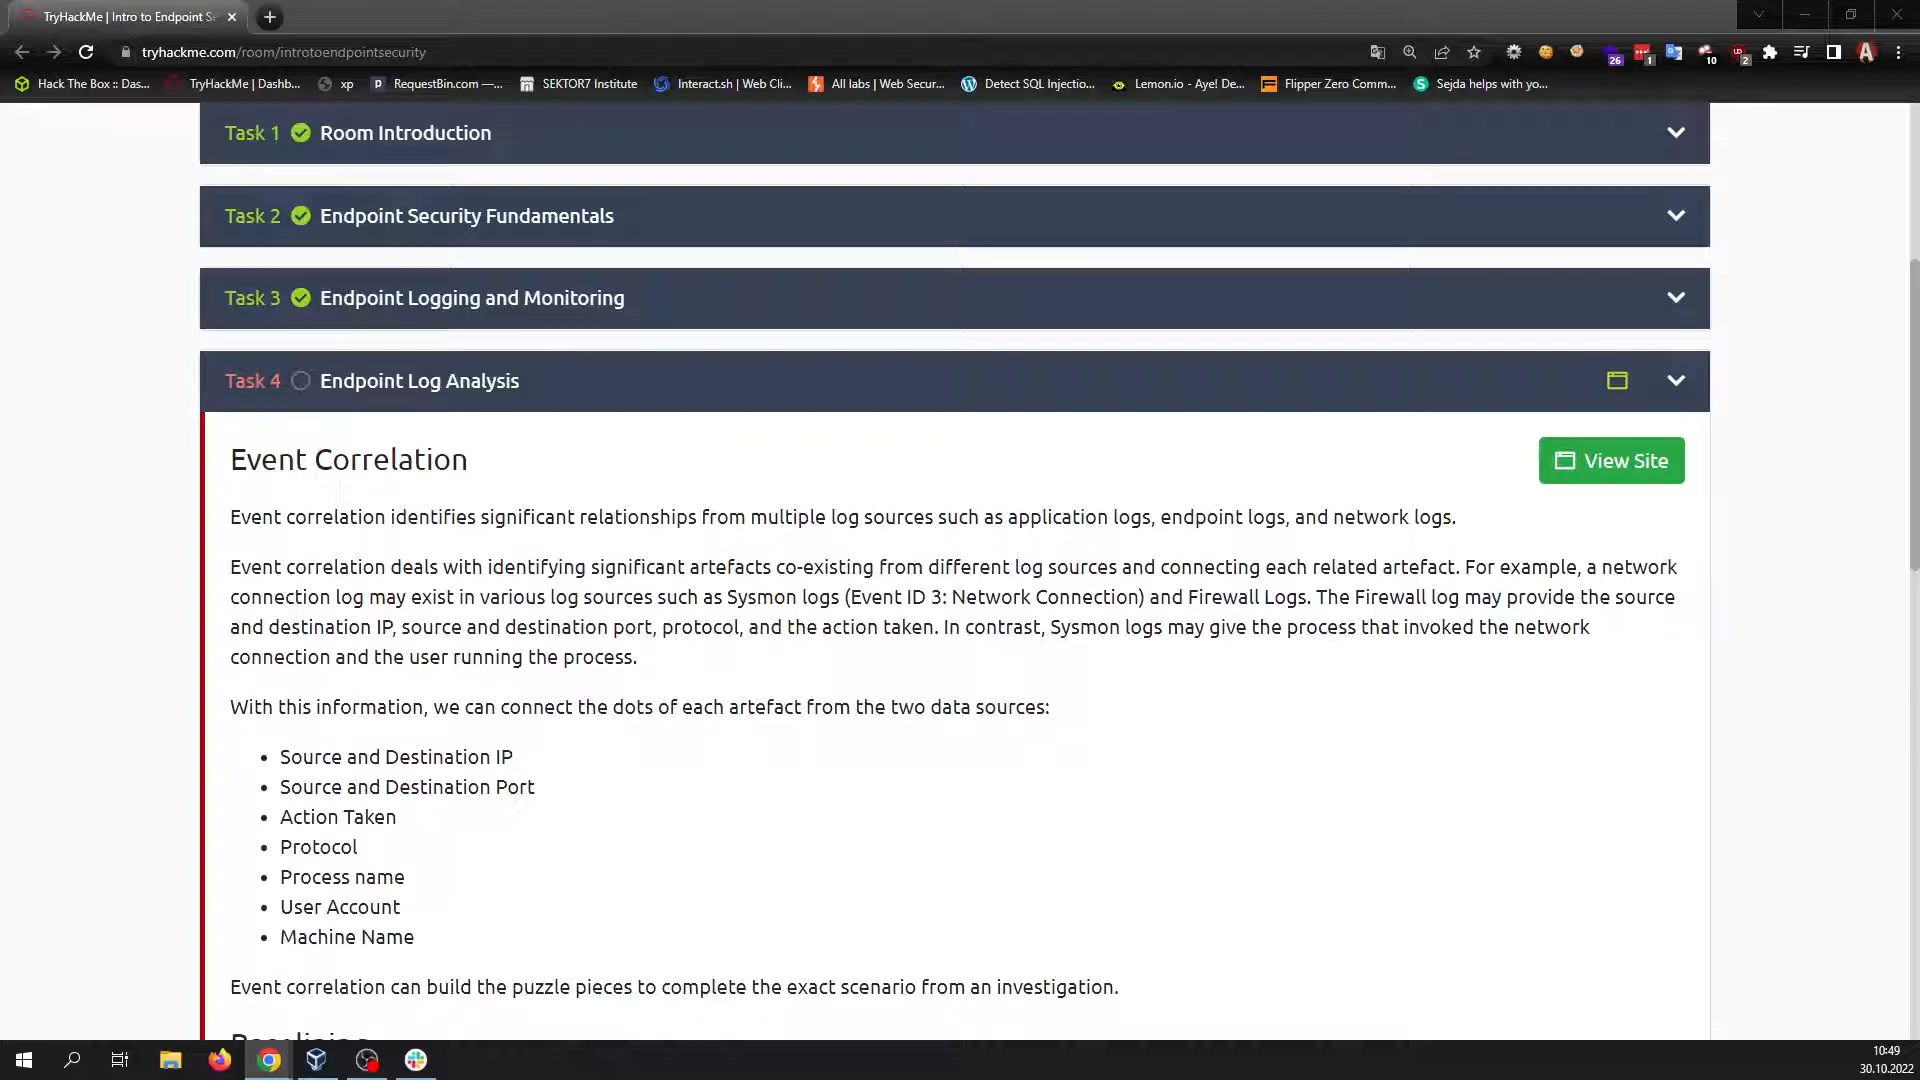 TryHackMe | Intro to Endpoint Se
tryhackme.com/room/introtoendpointsecurity
26
1
10
2
Hack The Box :: Das...
TryHackMe | Dashb...
xp
RequestBin.com —...
SEKTOR7 Institute
Interact.sh | Web Cli...
All labs | Web Secur...
Detect SQL Injectio...
Lemon.io - Aye! De...
Flipper Zero Comm...
Sejda helps with yo...
Task 1 Room Introduction
Task 2 Endpoint Security Fundamentals
Task 3 Endpoint Logging and Monitoring
Task 4 Endpoint Log Analysis
Event Correlation
View Site
Event correlation identifies significant relationships from multiple log sources such as application logs, endpoint logs, and network logs.
Event correlation deals with identifying significant artefacts co-existing from different log sources and connecting each related artefact. For example, a network
connection log may exist in various log sources such as Sysmon logs (Event ID 3: Network Connection) and Firewall Logs. The Firewall log may provide the source
and destination IP, source and destination port, protocol, and the action taken. In contrast, Sysmon logs may give the process that invoked the network
connection and the user running the process.
With this information, we can connect the dots of each artefact from the two data sources:
• Source and Destination IP
• Source and Destination Port
• Action Taken
• Protocol
• Process name
• User Account
• Machine Name
Event correlation can build the puzzle pieces to complete the exact scenario from an investigation.
10:49
30.10.2022